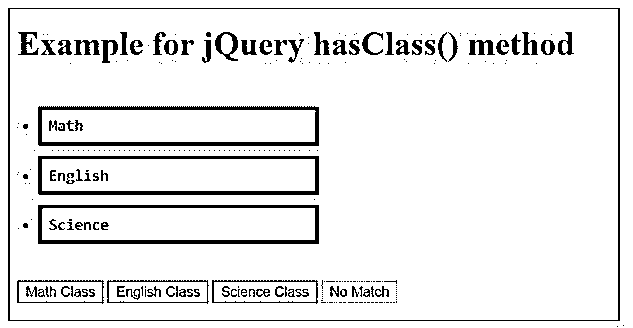 Example for jQuery hasClass() method
Math
English
Science
Math Class English Class Science Class No Match